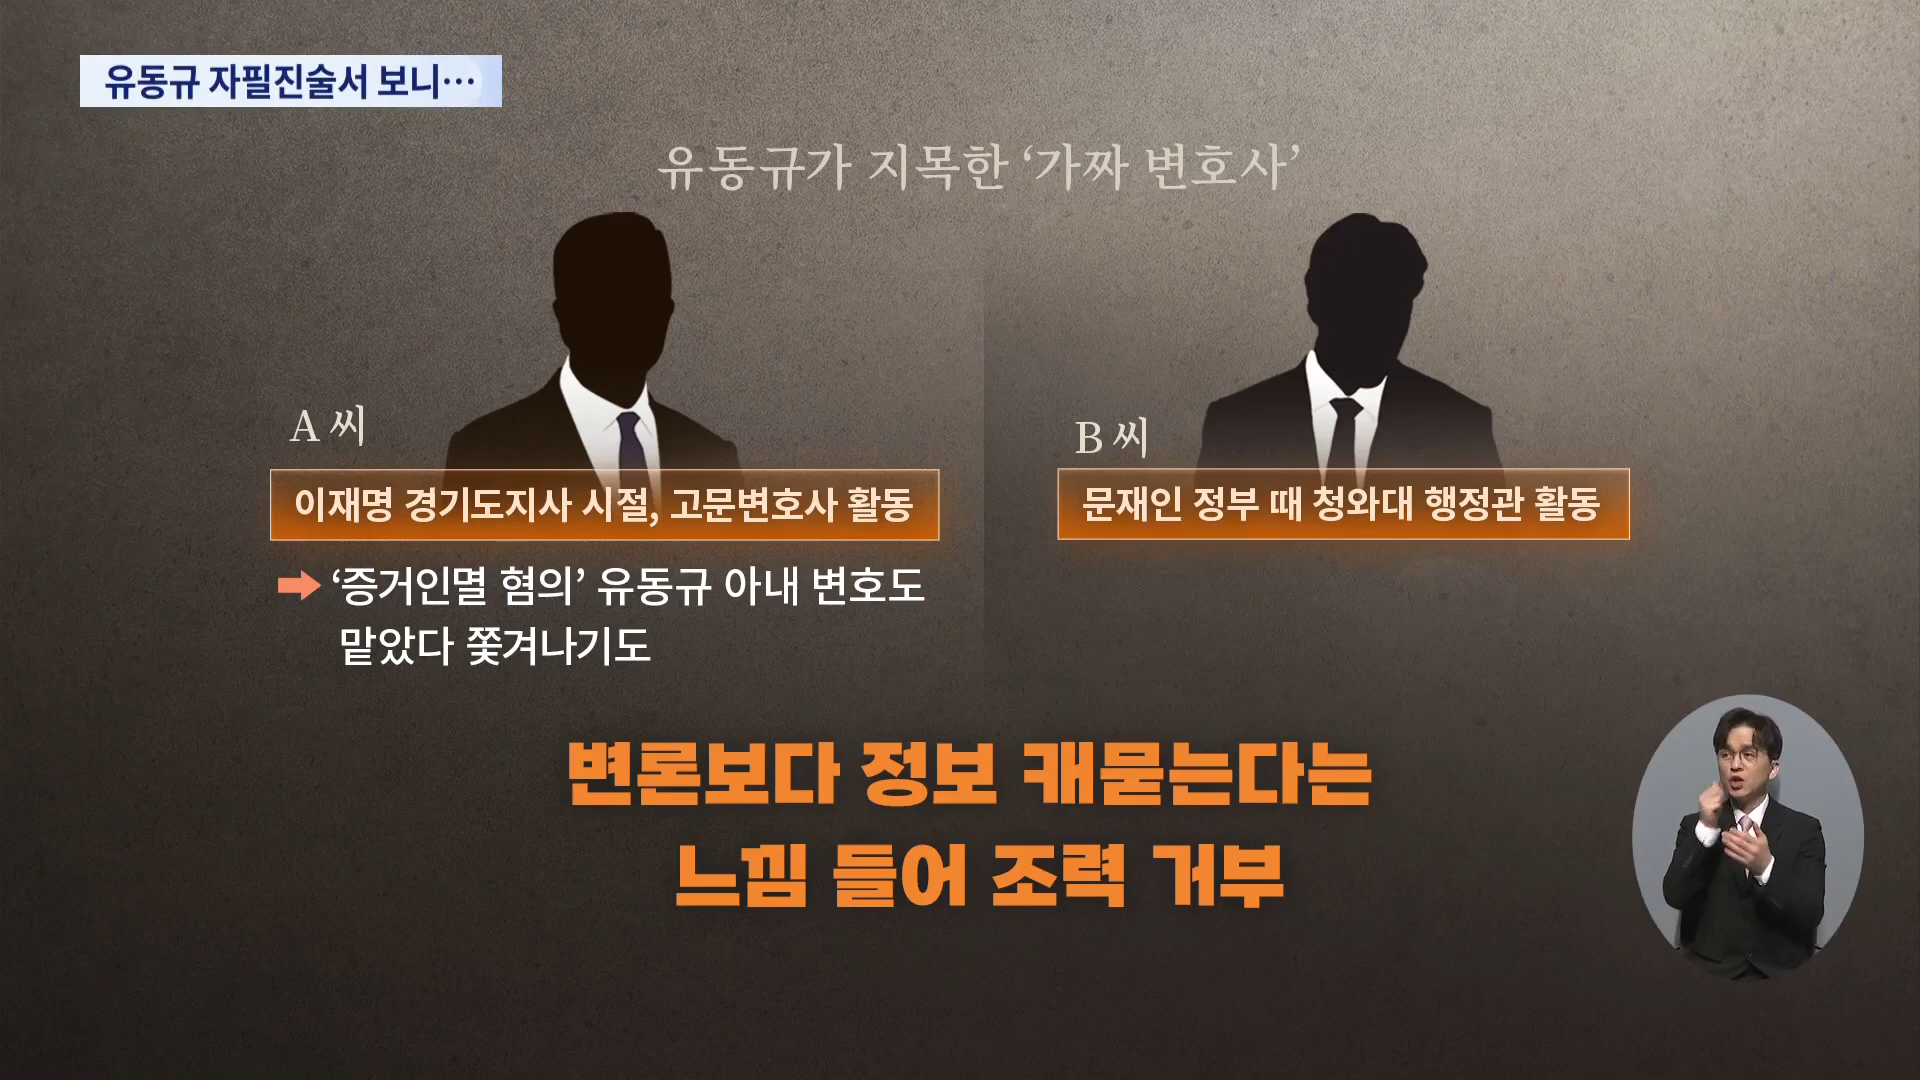 유동규 자필진술서 보니…
유동규가 지목한 ‘가짜 변호사’
A 씨
이재명 경기도지사 시절, 고문변호사 활동
‘증거인멸 혐의’ 유동규 아내 변호도
맡았다 쫓겨나기도
B 씨
문재인 정부 때 청와대 행정관 활동
변론보다 정보 캐묻는다는
느낌 들어 조력 거부